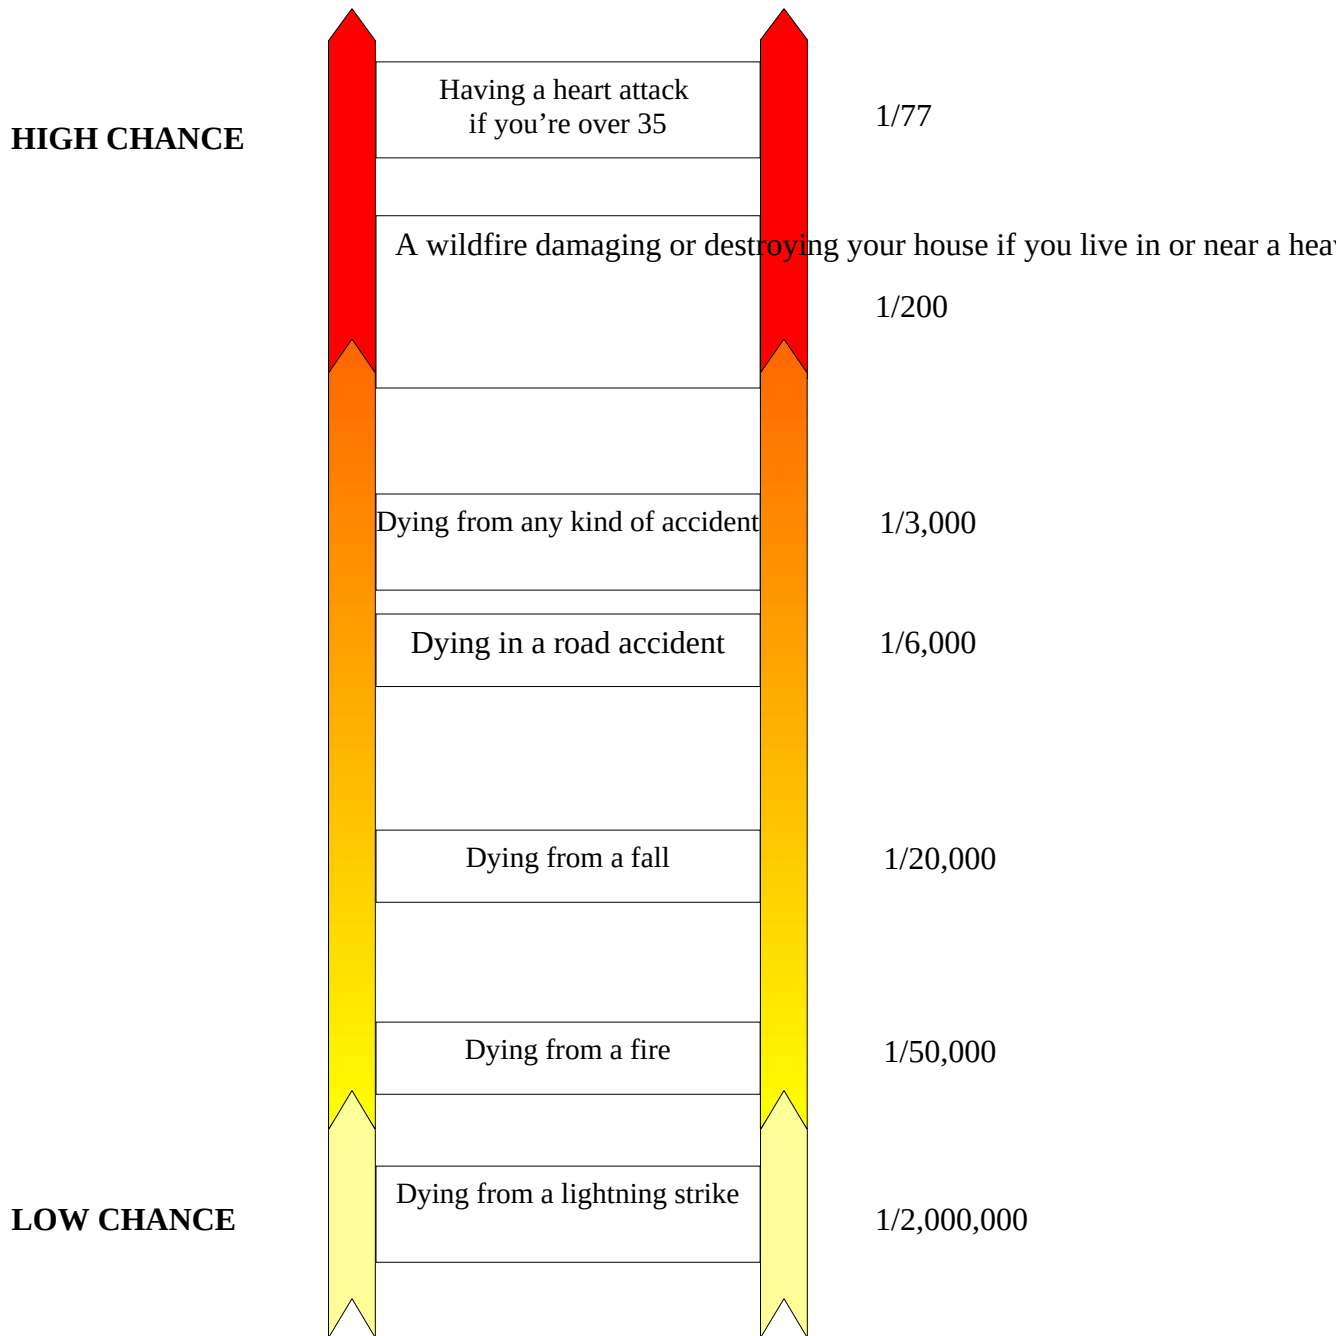 Having a heart attack
if you’re over 35
1/77
HIGH CHANCE
A wildfire damaging or destroying your house if you live in or near a
1/200
Dying from any kind of accident
1/3,000
Dying in a road accident
1/6,000
Dying from a fall
1/20,000
Dying from a fire
1/50,000
Dying from a lightning strike
LOW CHANCE
1/2,000,000